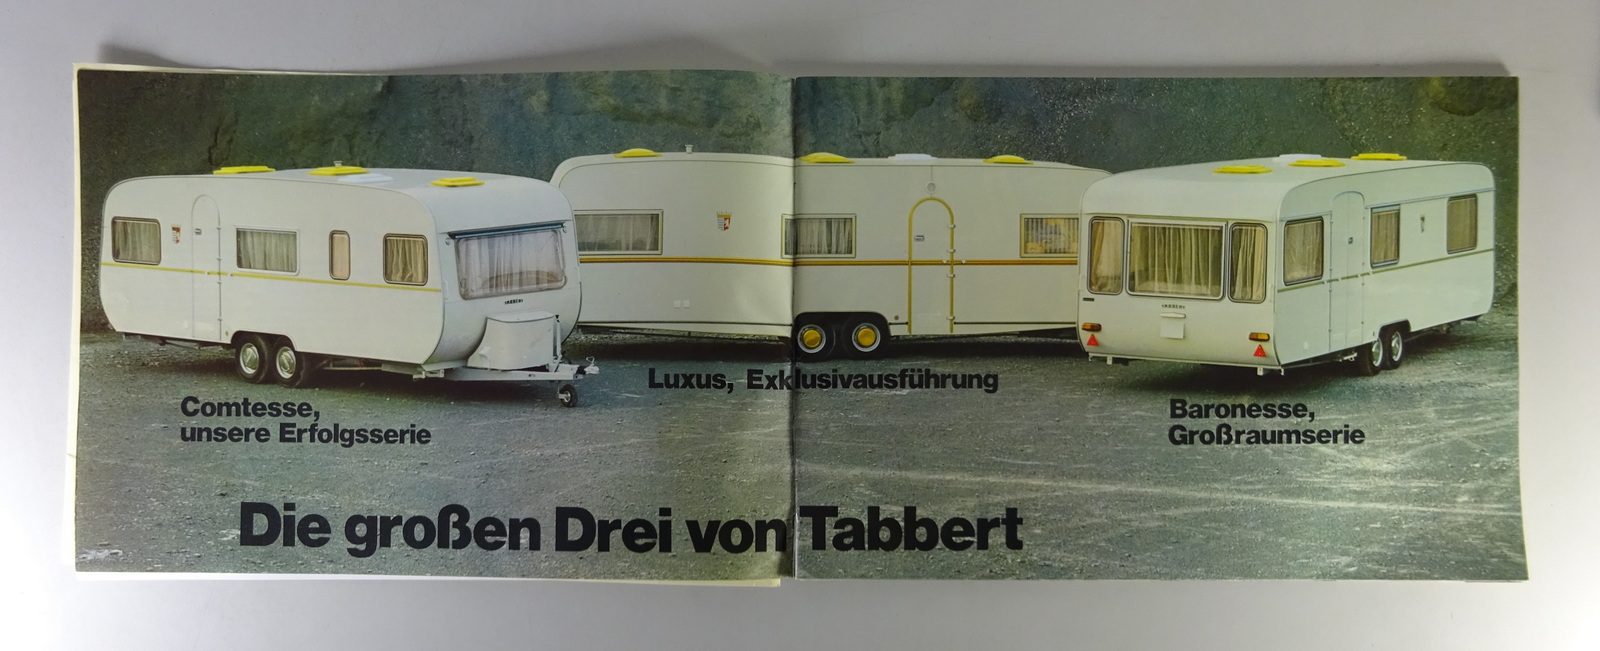 Luxus, Exklusivausführung
Comtesse,
unsere Erfolgsserie
Baronesse,
Großraumserie
Die großen Drei von Tabbert